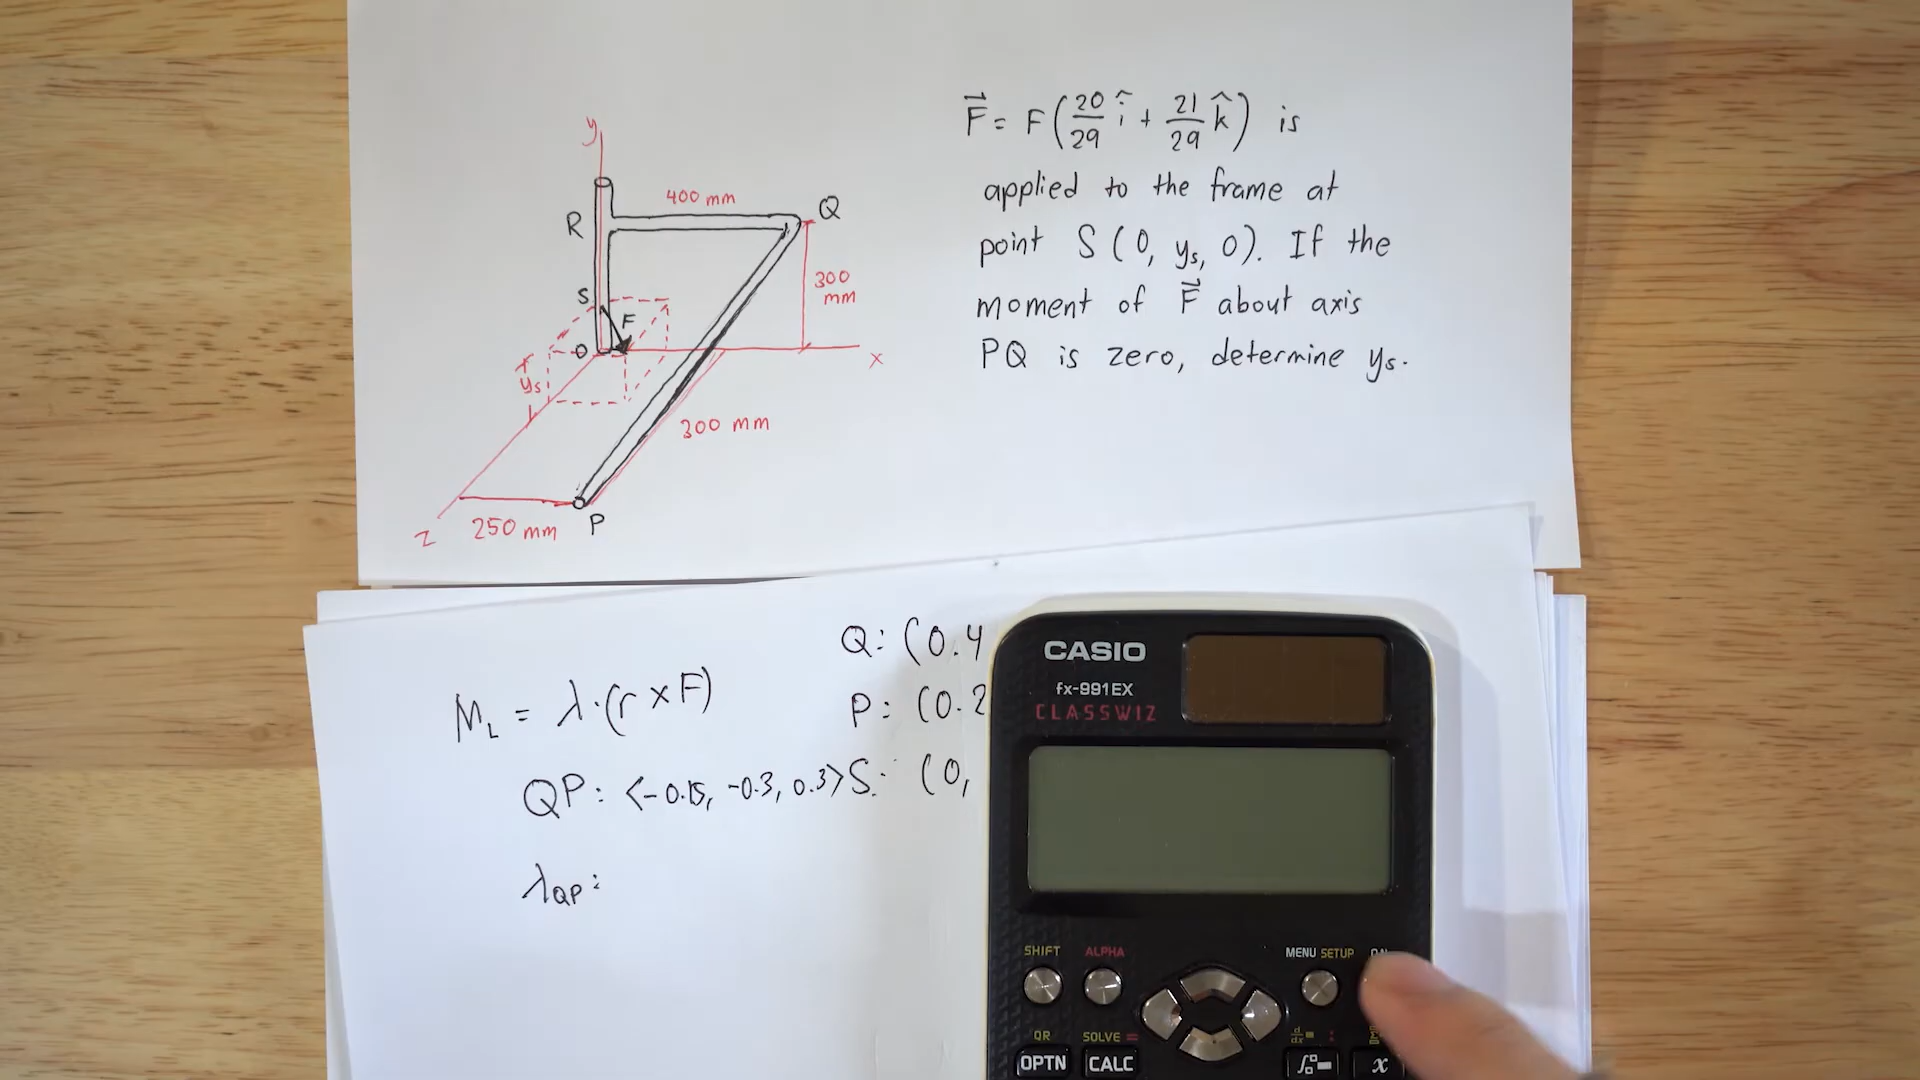 y
R
400 mm
Q
S
F
300
mm
O
x
ys
300 mm
z
250 mm
P
F⃗ = F(20/29 î + 21/29 k̂) is
applied to the frame at
point S (0, ys, 0). If the
moment of F⃗ about axis
PQ is zero, determine ys.
M_L = λ·(r × F)
Q: (0.4
P: (0.2
QP: <-0.15, -0.3, 0.3>
S: (0,
λQP:
CASIO
fx-991EX
CLASSWIZ
SHIFT ALPHA MENU SETUP
QR SOLVE =
OPTN CALC x